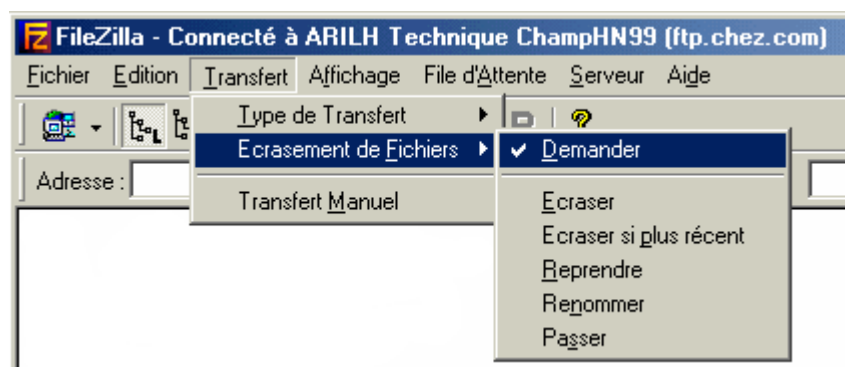 FileZilla - Connecté à ARILH Technique ChampHN99 (ftp.chez.com)
Fichier Edition Transfert Affichage File d'Attente Serveur Aide
Type de Transfert
Ecrasement de Fichiers
Demander
Adresse :
Transfert Manuel
Ecraser
Ecraser si plus récent
Reprendre
Renommer
Passer